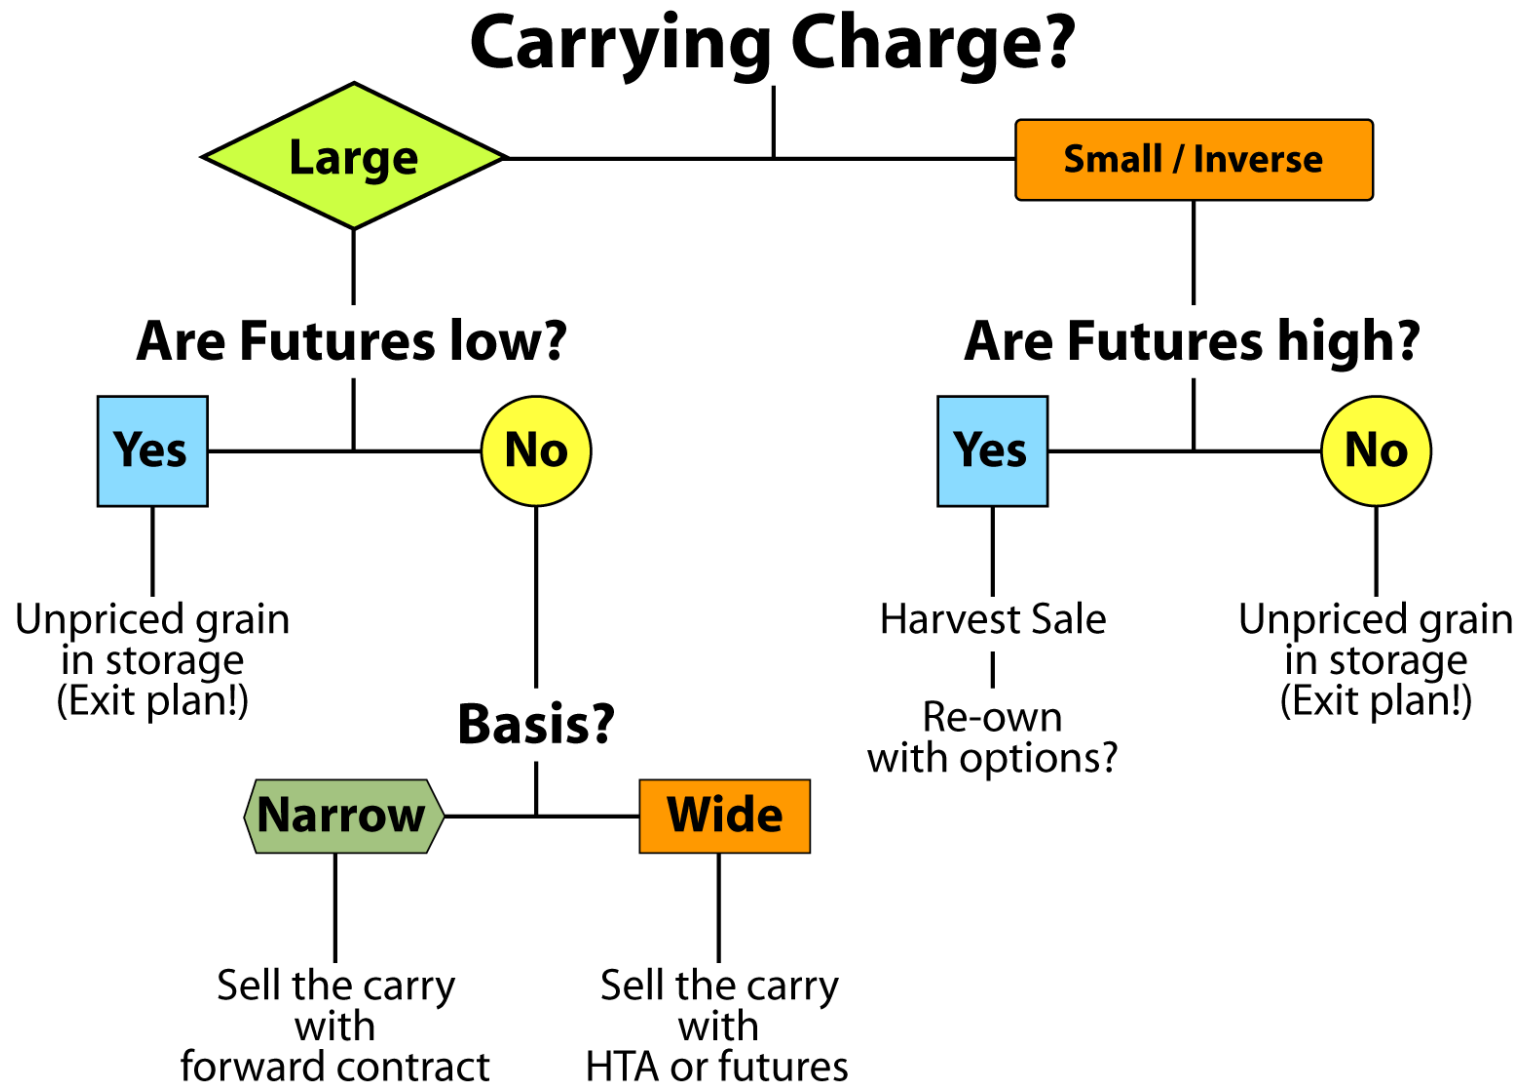 Carrying Charge?
Large
Small / Inverse
Are Futures low?
Are Futures high?
Yes
No
Yes
No
Unpriced grain
in storage
(Exit plan!)
Harvest Sale
Re-own
with options?
Unpriced grain
in storage
(Exit plan!)
Basis?
Narrow
Wide
Sell the carry
with
forward contract
Sell the carry
with
HTA or futures